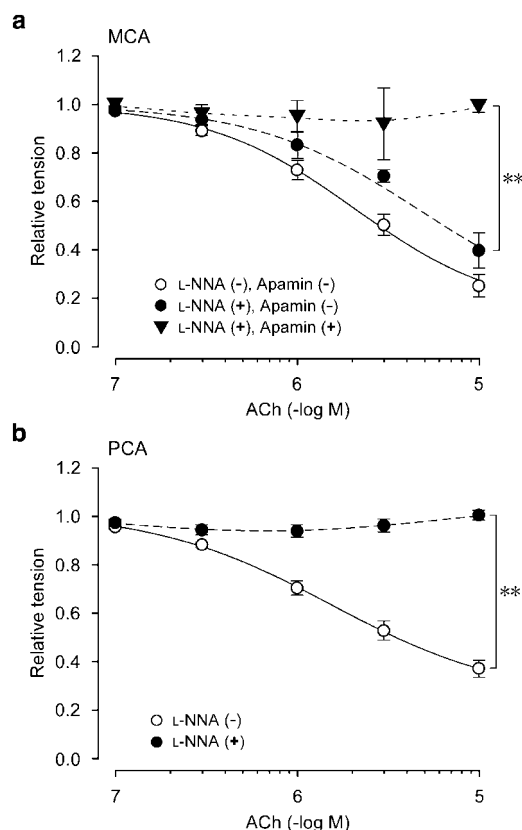 a
MCA
1.2
1.0
0.8
0.6
0.4
0.2
0.0
Relative tension
**
L-NNA (-), Apamin (-)
L-NNA (+), Apamin (-)
L-NNA (+), Apamin (+)
7 6 5
ACh (-log M)
b
PCA
1.2
1.0
0.8
0.6
0.4
0.2
0.0
Relative tension
**
L-NNA (-)
L-NNA (+)
7 6 5
ACh (-log M)